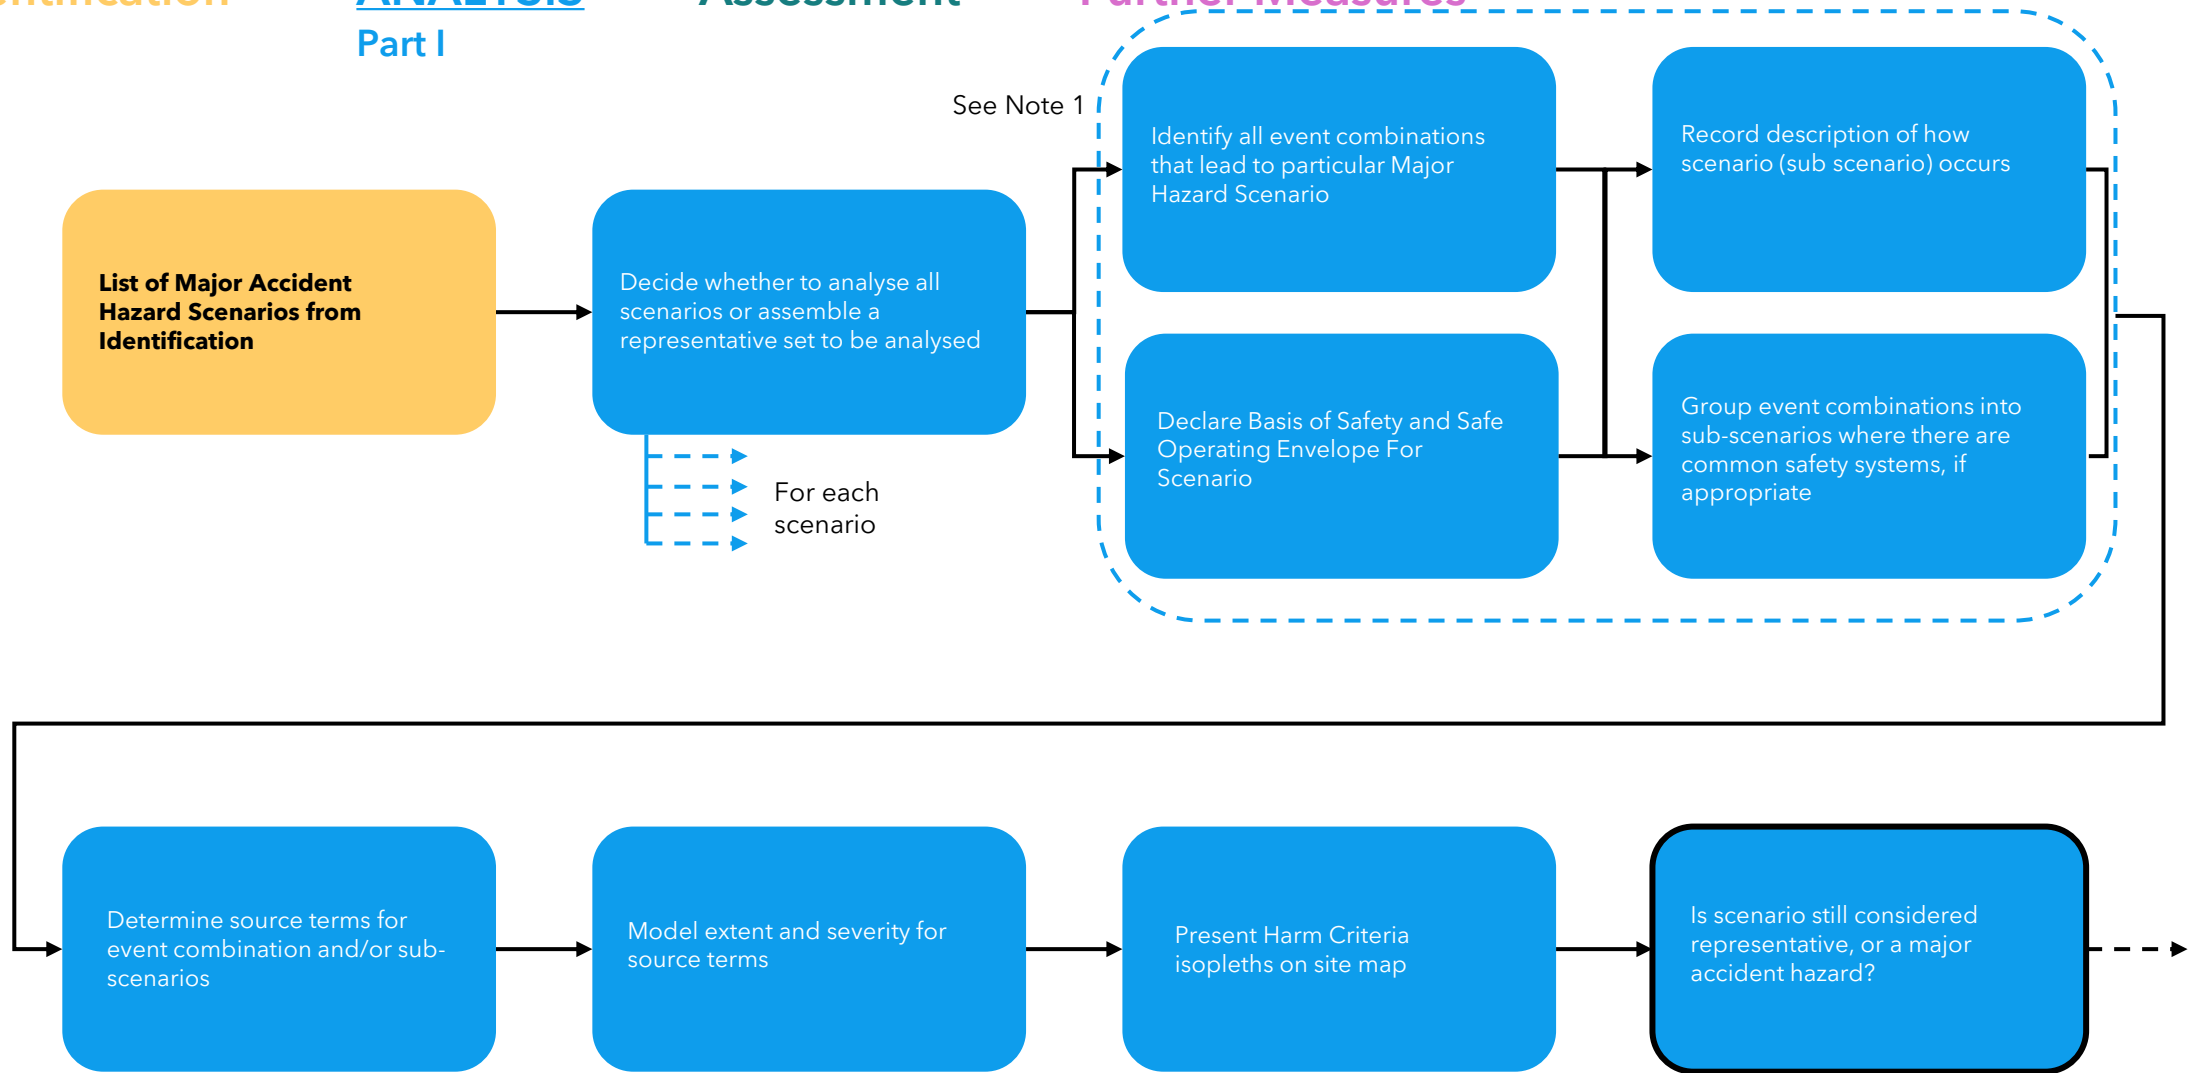 ANALYSIS
Assessment
Further Measures
Part I
See Note 1
Identify all event combinations
that lead to particular Major
Hazard Scenario
Record description of how
scenario (sub scenario) occurs
List of Major Accident
Hazard Scenarios from
Identification
Decide whether to analyse all
scenarios or assemble a
representative set to be analysed
Declare Basis of Safety and Safe
Operating Envelope For
Scenario
Group event combinations into
sub-scenarios where there are
common safety systems, if
appropriate
For each
scenario
Determine source terms for
event combination and/or sub-
scenarios
Model extent and severity for
source terms
Present Harm Criteria
isopleths on site map
Is scenario still considered
representative, or a major
accident hazard?